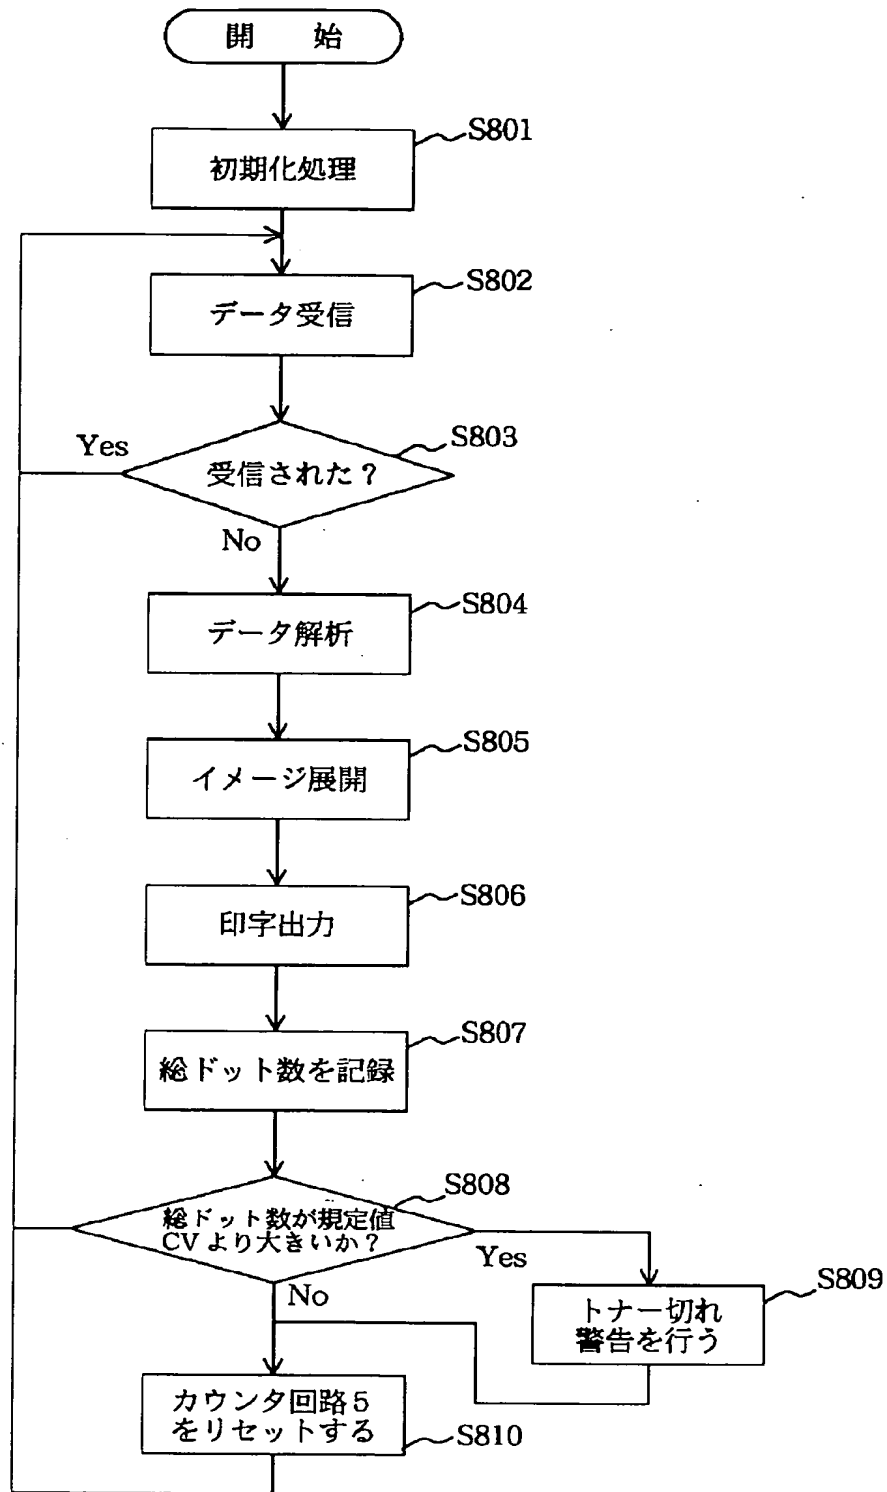 開 始
S801
初期化処理
S802
データ受信
S803
Yes
受信された?
No
S804
データ解析
S805
イメージ展開
S806
印字出力
S807
総ドット数を記録
S808
総ドット数が規定値
CVより大きいか?
Yes
No
S809
トナー切れ
警告を行う
カウンタ回路5
をリセットする
S810